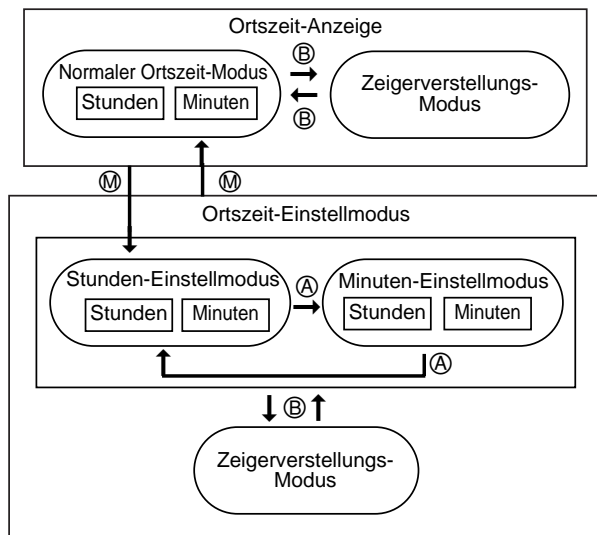 Ortszeit-Anzeige
Normaler Ortszeit-Modus
Stunden Minuten
Ⓑ
Ⓑ
Zeigerverstellungs-
Modus
Ⓜ Ⓜ
Ortszeit-Einstellmodus
Stunden-Einstellmodus
Stunden Minuten
Ⓐ
Minuten-Einstellmodus
Stunden Minuten
Ⓐ
Ⓑ
Zeigerverstellungs-
Modus